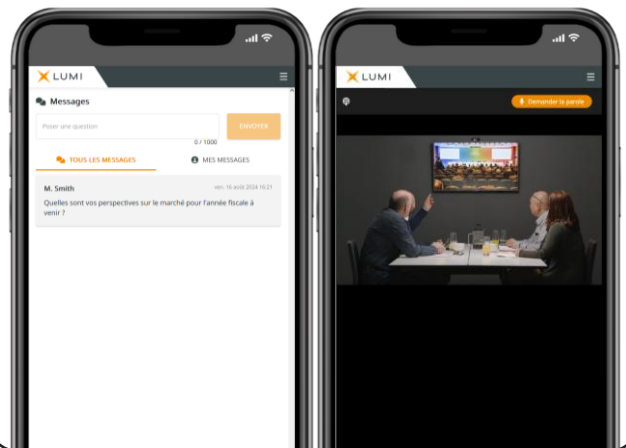 LUMI
Messages
Poser une question
ENVOYER
0 / 1000
TOUS LES MESSAGES
MES MESSAGES
M. Smith
ven. 16 août 2024 16:21
Quelles sont vos perspectives sur le marché pour l'année fiscale à
venir ?
LUMI
Demander la parole